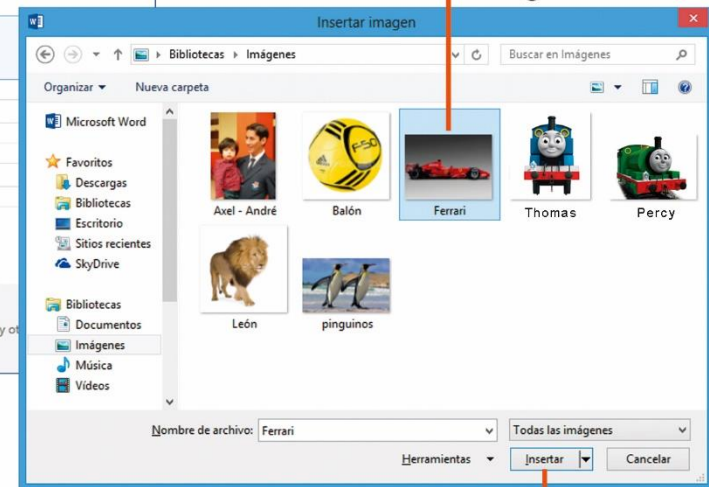 Insertar imagen
Bibliotecas Imágenes
Buscar en Imágenes
Organizar Nueva carpeta
Microsoft Word
Favoritos
Descargas
Bibliotecas
Escritorio
Sitios recientes
SkyDrive
Bibliotecas
Documentos
Imágenes
Música
Vídeos
F-50
Axel - André
Balón
Ferrari
Thomas
Percy
León
pinguinos
Nombre de archivo: Ferrari
Todas las imágenes
Herramientas Insertar Cancelar